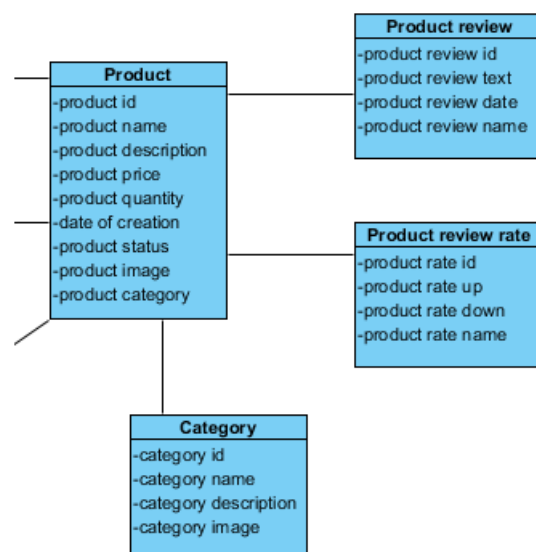 Product review
-product review id
-product review text
-product review date
-product review name
Product
-product id
-product name
-product description
-product price
-product quantity
-date of creation
-product status
-product image
-product category
Product review rate
-product rate id
-product rate up
-product rate down
-product rate name
Category
-category id
-category name
-category description
-category image